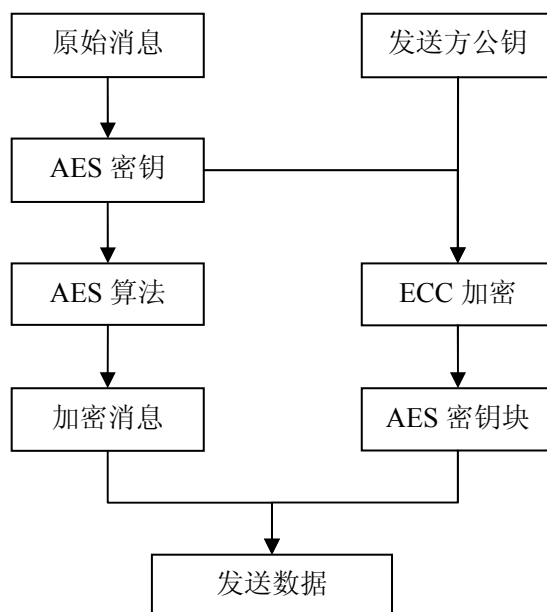 原始消息
发送方公钥
AES 密钥
AES 算法
ECC 加密
加密消息
AES 密钥块
发送数据